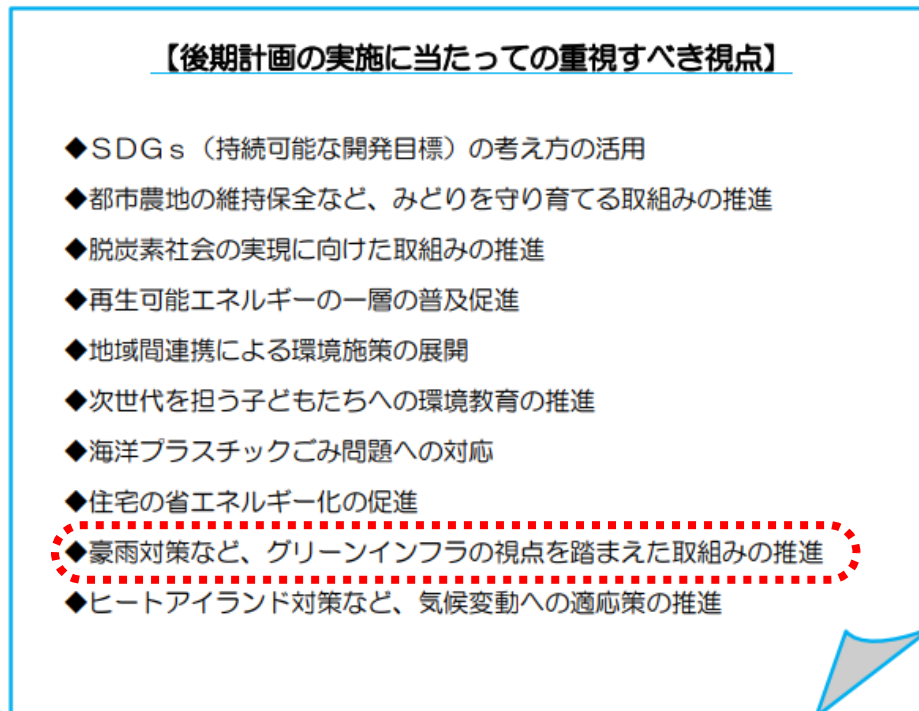 【後期計画の実施に当たっての重視すべき視点】
◆ＳＤＧｓ（持続可能な開発目標）の考え方の活用
◆都市農地の維持保全など、みどりを守り育てる取組みの推進
◆脱炭素社会の実現に向けた取組みの推進
◆再生可能エネルギーの一層の普及促進
◆地域間連携による環境施策の展開
◆次世代を担う子どもたちへの環境教育の推進
◆海洋プラスチックごみ問題への対応
◆住宅の省エネルギー化の促進
◆豪雨対策など、グリーンインフラの視点を踏まえた取組みの推進
◆ヒートアイランド対策など、気候変動への適応策の推進